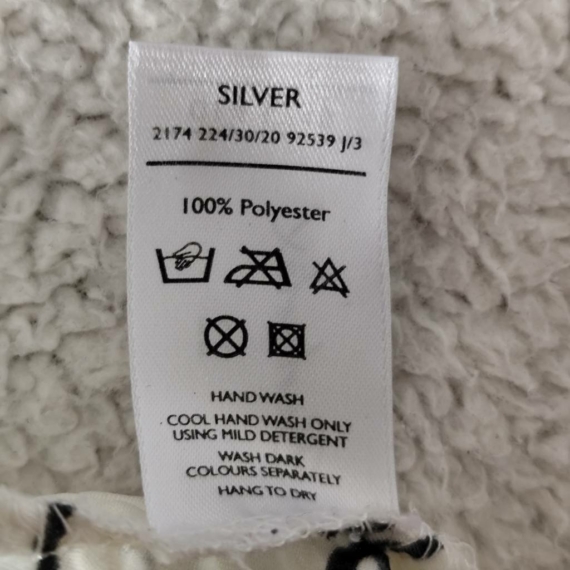 SILVER
2174 224/30/20 92539 J/3
100% Polyester
HAND WASH
COOL HAND WASH ONLY
USING MILD DETERGENT
WASH DARK
COLOURS SEPARATELY
HANG TO DRY